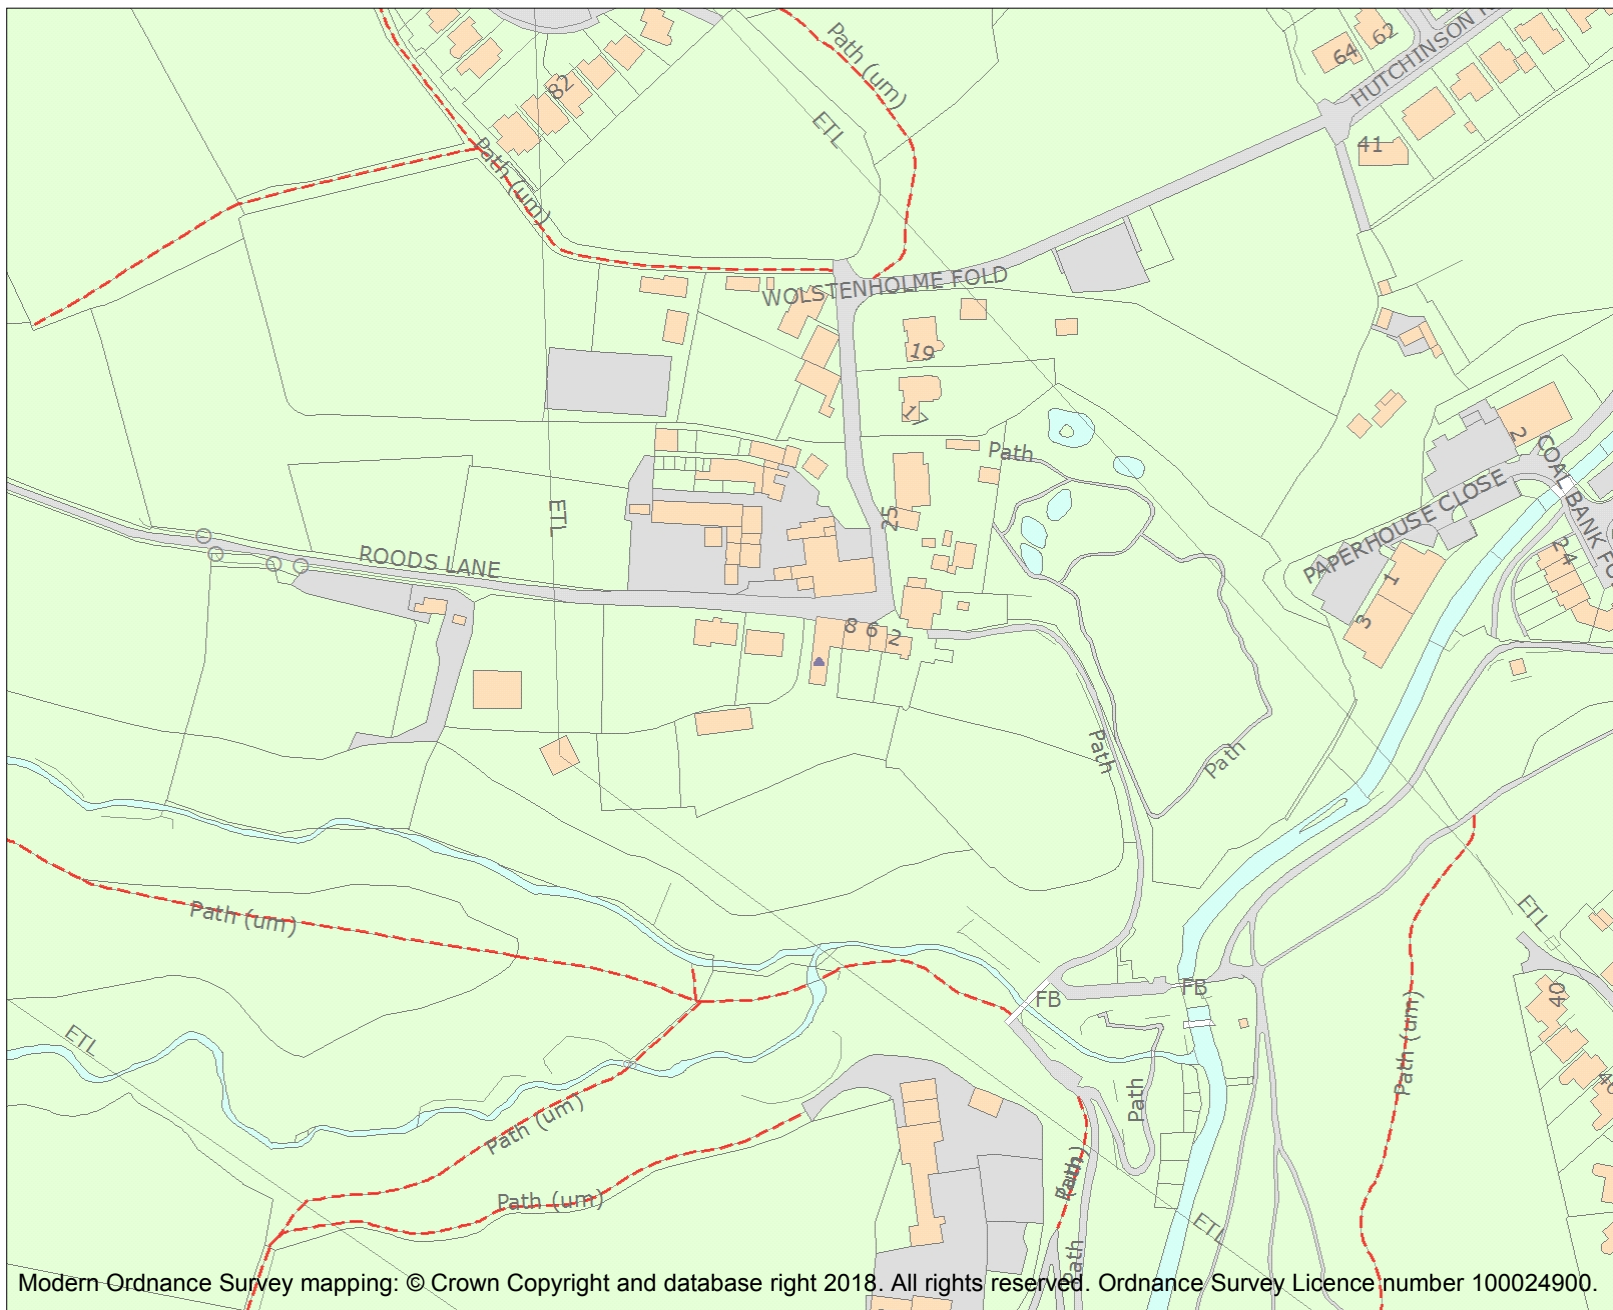 Path (um)
64
62
HUTCHINSON
82
ETL
41
Path (um)
WOLSTENHOLME FOLD
19
17
Path
2
COAL BANK FO
PAPERHOUSE CLOSE
ETL
25
ROODS LANE
24
1
3
8
6
2
Path
Path
Path (um)
ETL
FB
FB
40
ETL
Path (um)
Path
Path (um)
Path (um)
Path
ETL
Path
Modern Ordnance Survey mapping: © Crown Copyright and database right 2018. All rights reserved. Ordnance Survey Licence number 100024900.